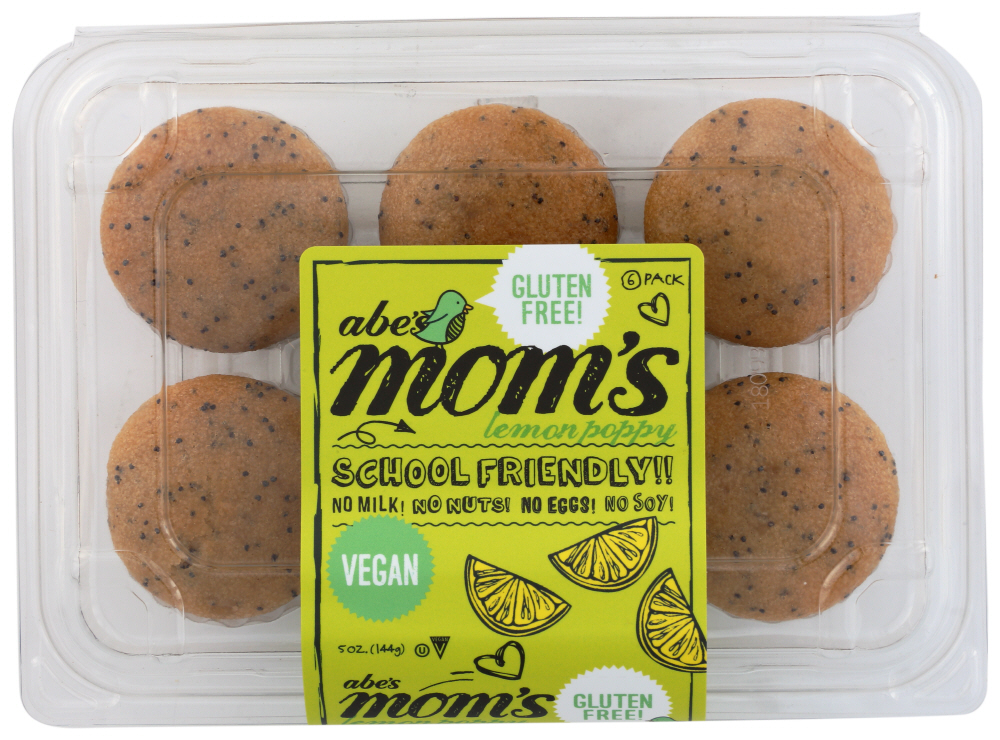 GLUTEN
FREE!
6 PACK
abe's
mom's
lemon poppy
SCHOOL FRIENDLY!!
NO MILK! NO NUTS! NO EGGS! NO SOY!
VEGAN
5 OZ. (144g) U VEGAN
abe's
mom's
GLUTEN
FREE!